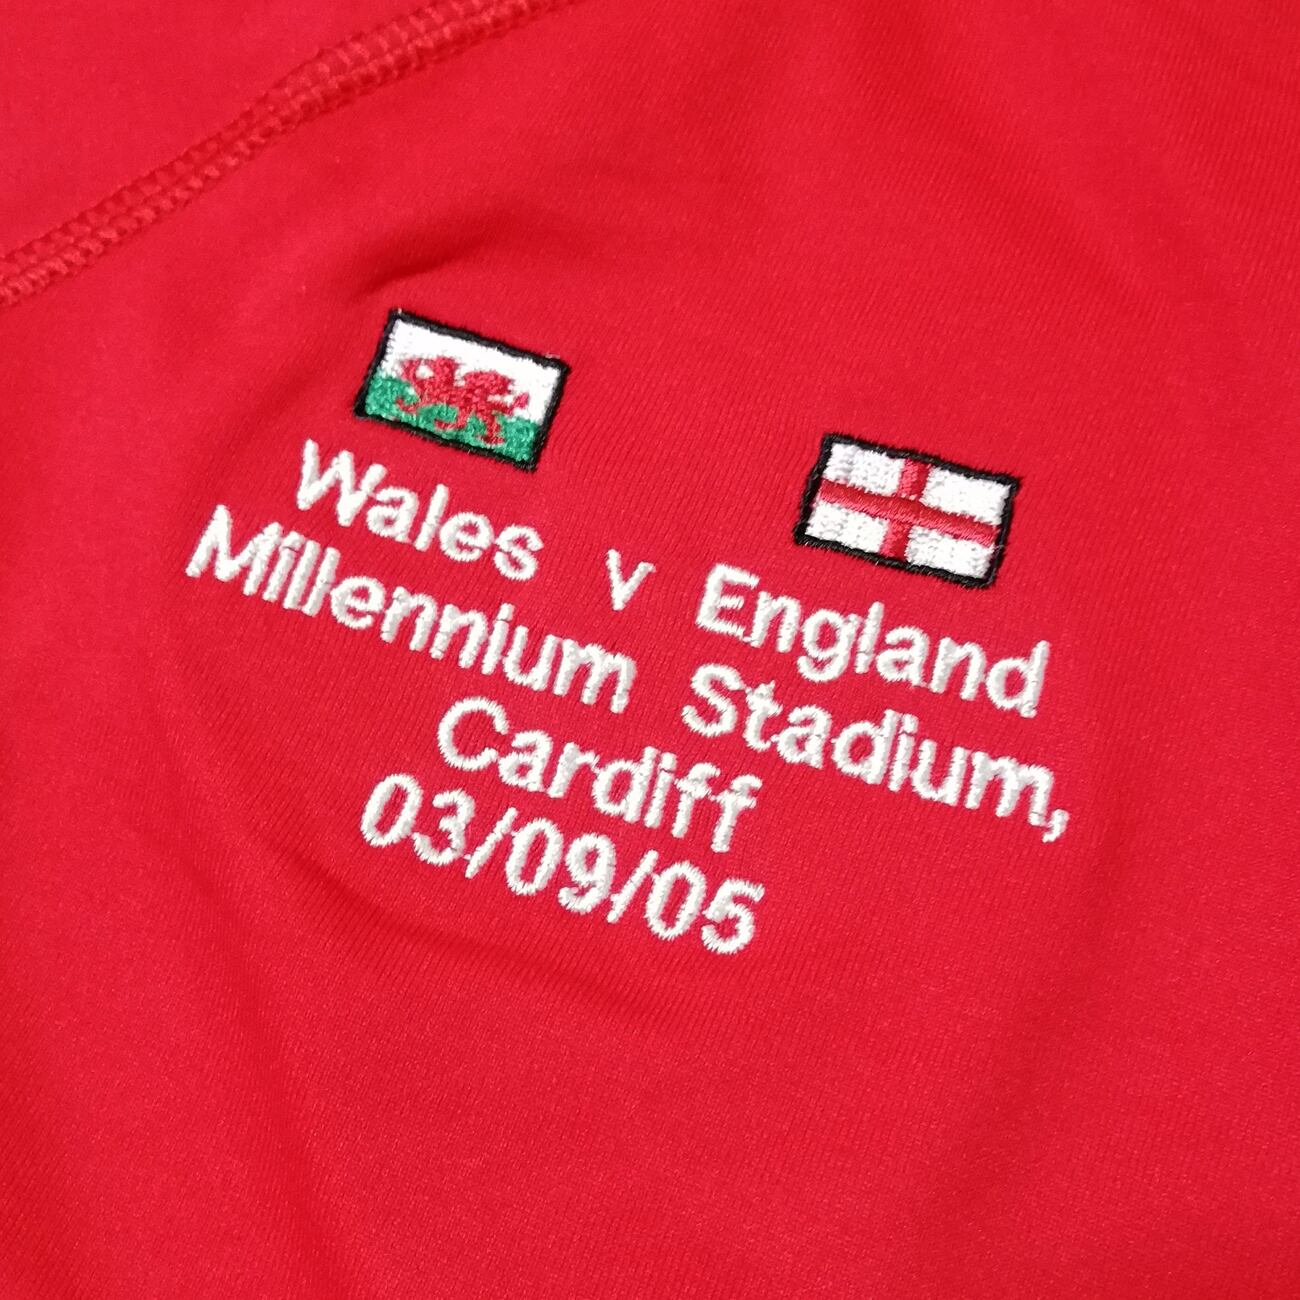 Wales v England
Millennium Stadium,
Cardiff
03/09/05